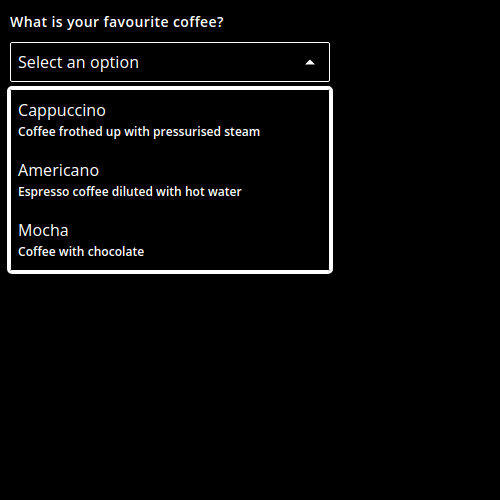 What is your favourite coffee?
Select an option
Cappuccino
Coffee frothed up with pressurised steam
Americano
Espresso coffee diluted with hot water
Mocha
Coffee with chocolate